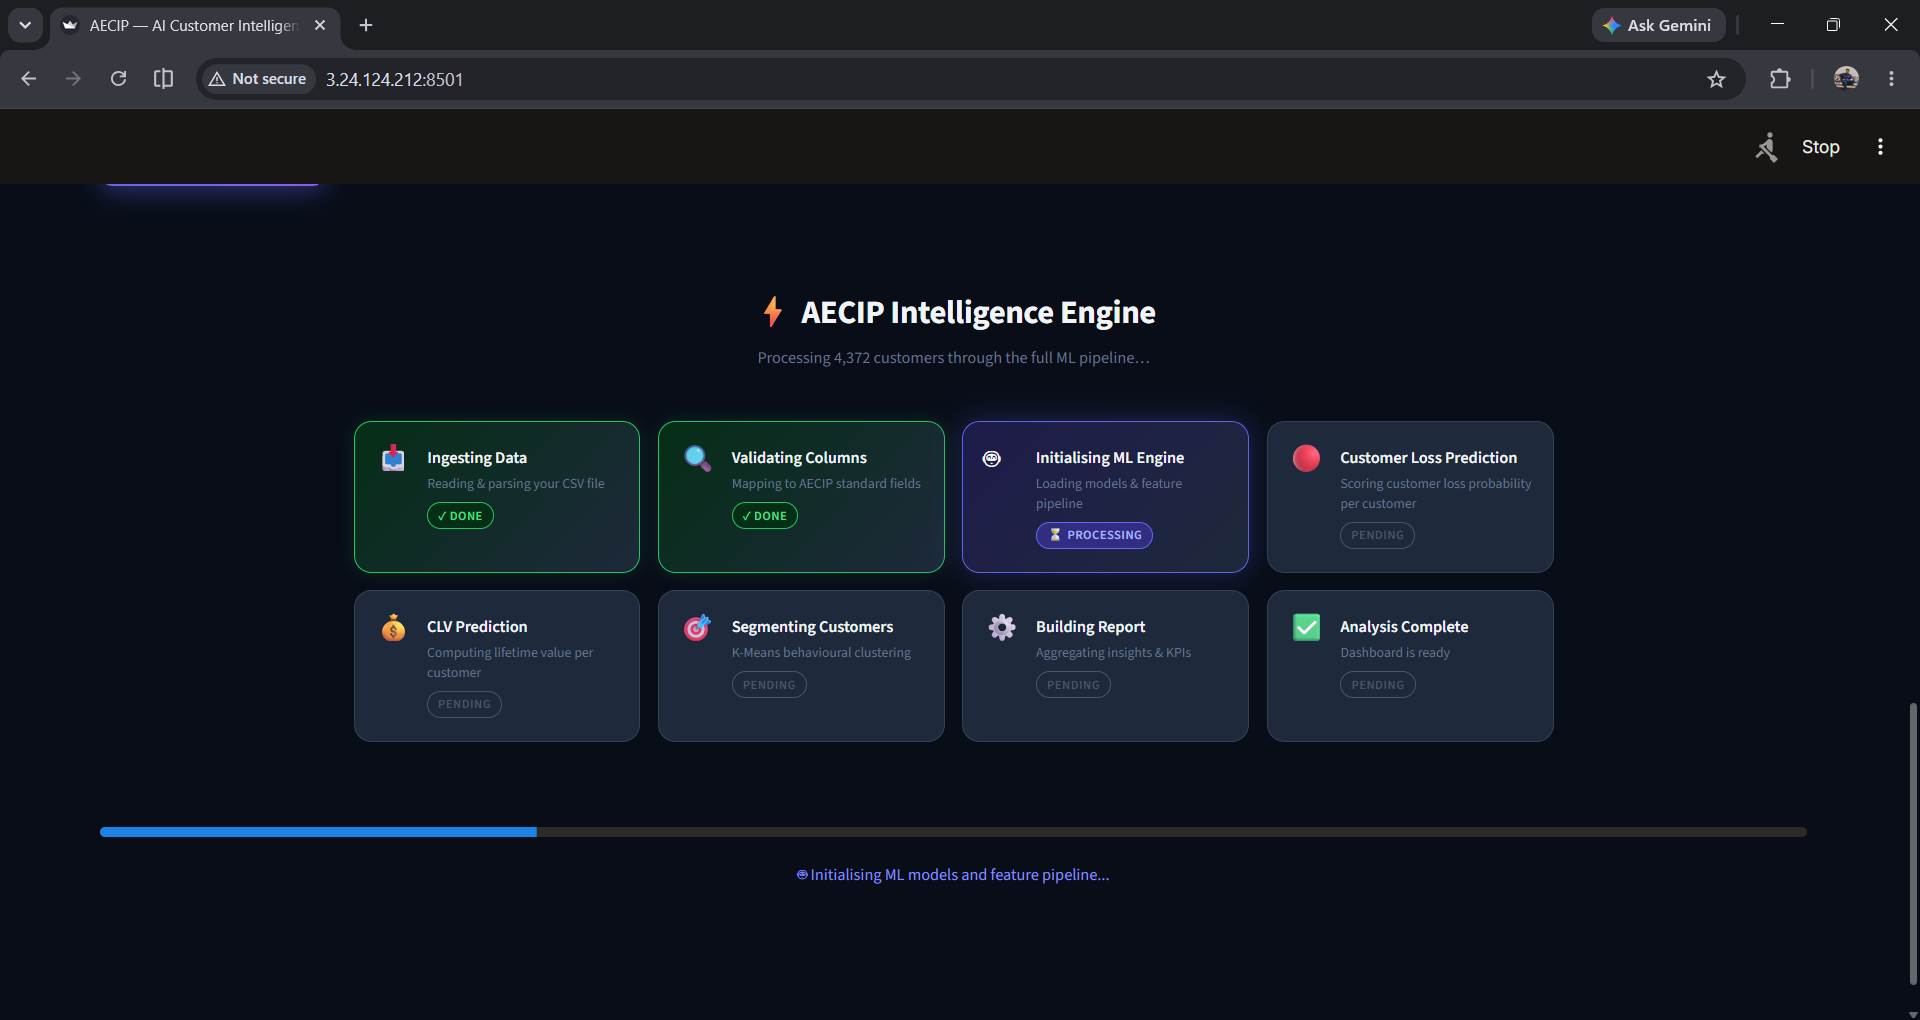 AECIP — AI Customer Intelligen
Ask Gemini
Not secure
3.24.124.212:8501
Stop
AECIP Intelligence Engine
Processing 4,372 customers through the full ML pipeline…
Ingesting Data
Reading & parsing your CSV file
✓ DONE
Validating Columns
Mapping to AECIP standard fields
✓ DONE
Initialising ML Engine
Loading models & feature
pipeline
⏳ PROCESSING
Customer Loss Prediction
Scoring customer loss probability
per customer
PENDING
CLV Prediction
Computing lifetime value per
customer
PENDING
Segmenting Customers
K-Means behavioural clustering
PENDING
Building Report
Aggregating insights & KPIs
PENDING
Analysis Complete
Dashboard is ready
PENDING
Initialising ML models and feature pipeline...